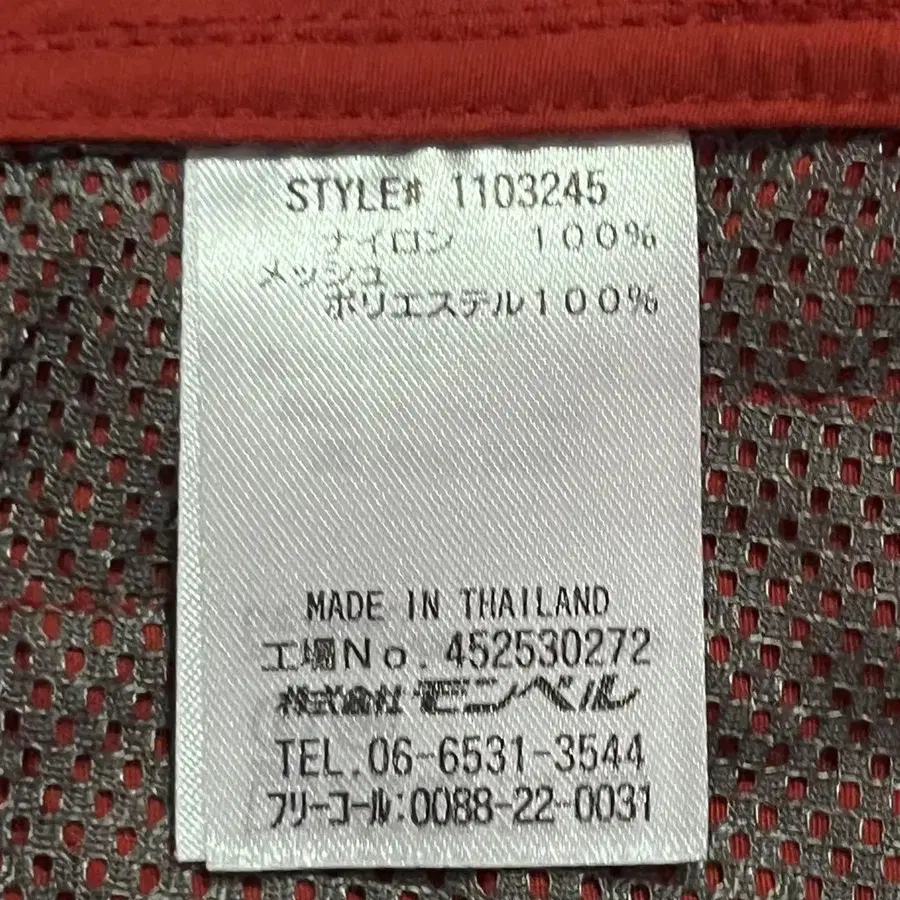 STYLE# 1103245
ナイロン 100%
メッシュ
ポリエステル100%
MADE IN THAILAND
工場No. 452530272
株式会社 モンベル
TEL.06-6531-3544
フリーコール:0088-22-0031